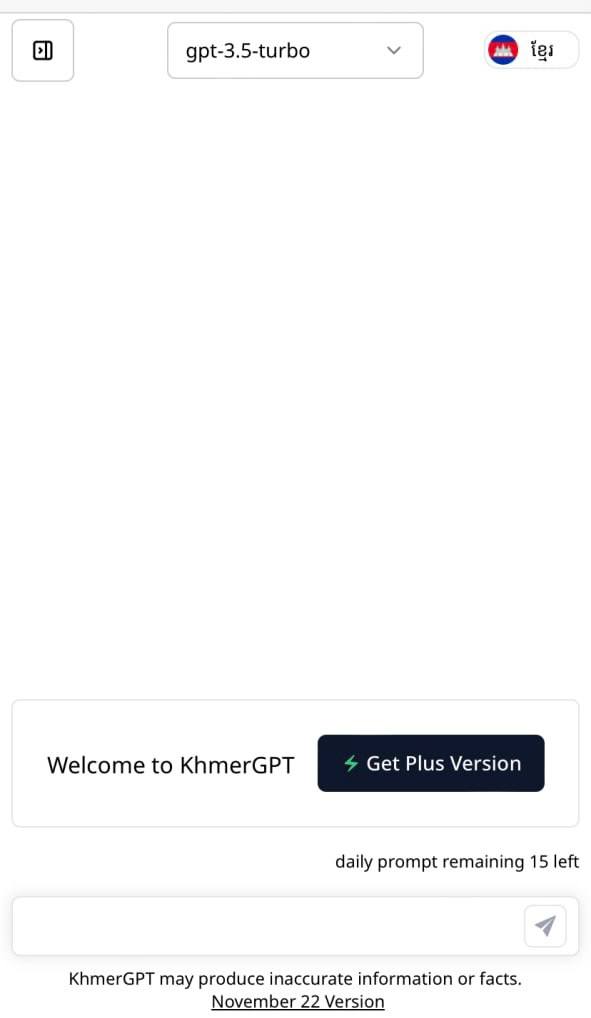 gpt-3.5-turbo
ខ្មែរ
Welcome to KhmerGPT
Get Plus Version
daily prompt remaining 15 left
KhmerGPT may produce inaccurate information or facts.
November 22 Version